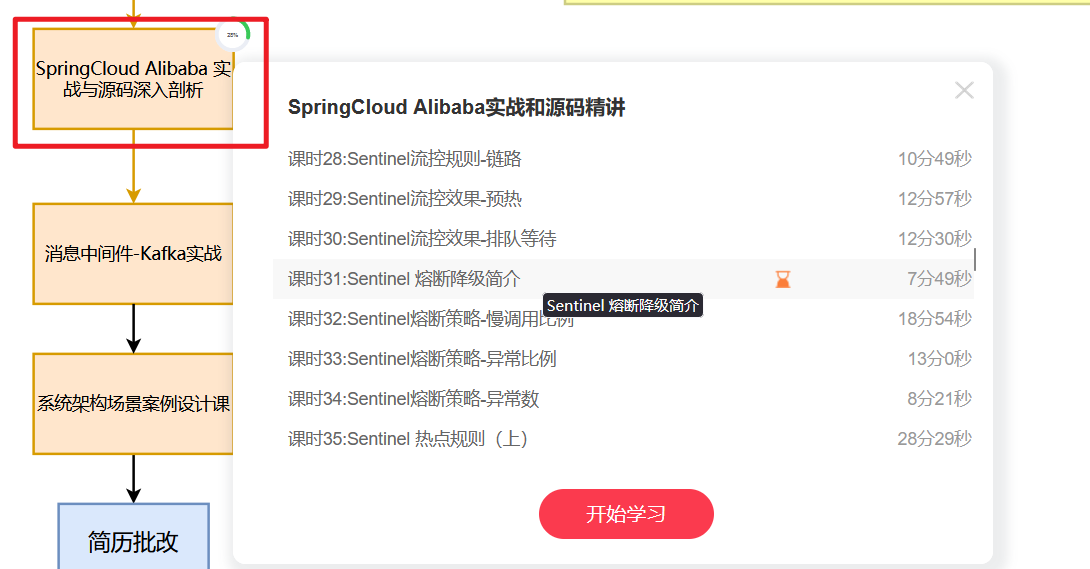 28%
SpringCloud Alibaba 实
战与源码深入剖析
消息中间件-Kafka实战
系统架构场景案例设计课
简历批改
SpringCloud Alibaba实战和源码精讲
课时28:Sentinel流控规则-链路 10分49秒
课时29:Sentinel流控效果-预热 12分57秒
课时30:Sentinel流控效果-排队等待 12分30秒
课时31:Sentinel 熔断降级简介 7分49秒
Sentinel 熔断降级简介
课时32:Sentinel熔断策略-慢调用比例 18分54秒
课时33:Sentinel熔断策略-异常比例 13分0秒
课时34:Sentinel熔断策略-异常数 8分21秒
课时35:Sentinel 热点规则（上） 28分29秒
开始学习